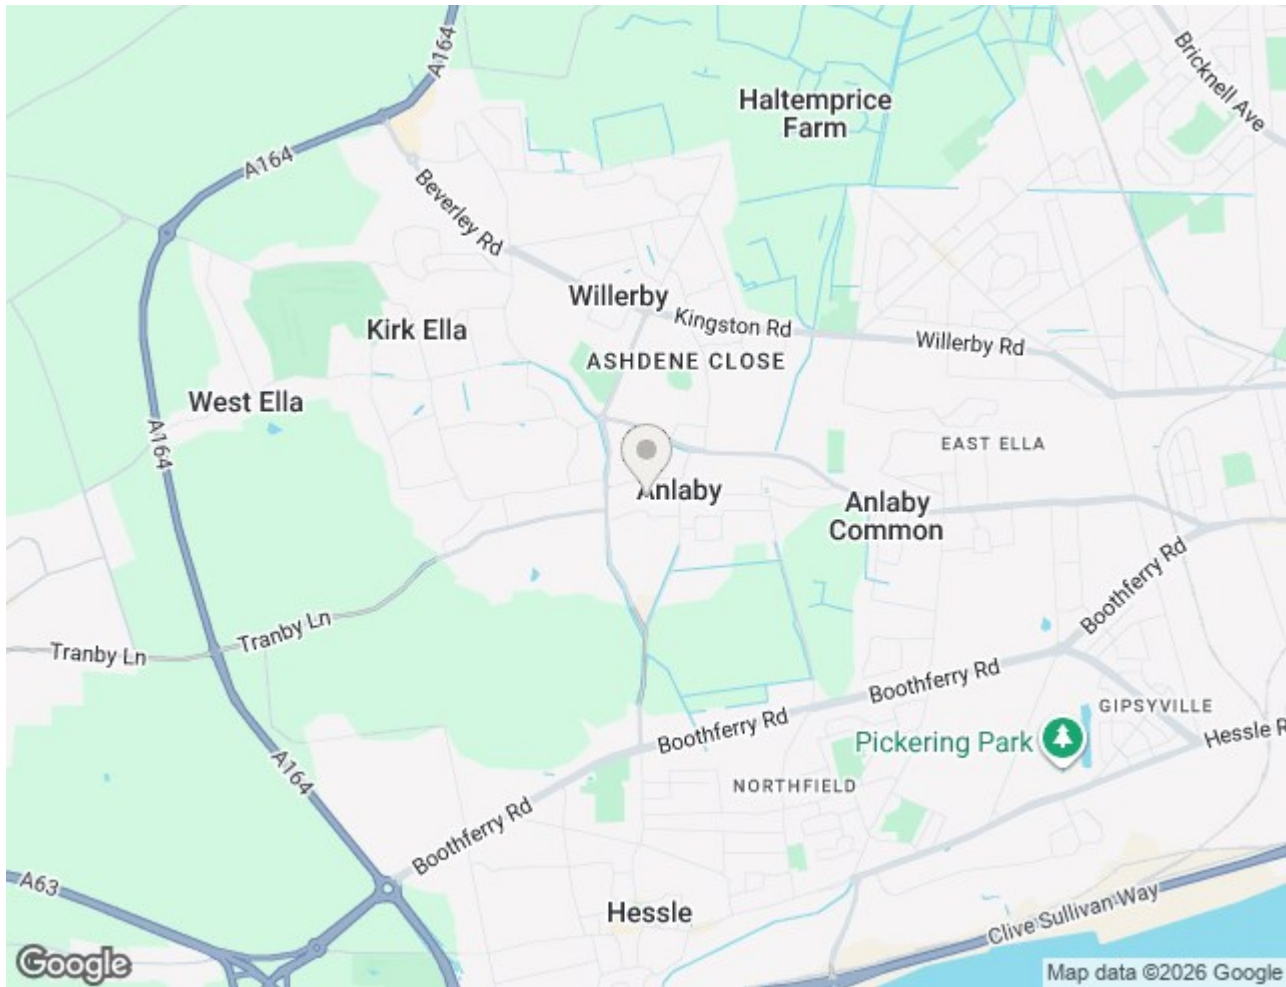 A164
Bricknell Ave
Haltemprice
Farm
A164
Beverley Rd
Willerby
Kingston Rd
Kirk Ella
Willerby Rd
ASHDENE CLOSE
West Ella
A164
EAST ELLA
Anlaby
Anlaby
Common
Boothferry Rd
Tranby Ln
Tranby Ln
Boothferry Rd
GIPSYVILLE
Boothferry Rd
Hessle R
Pickering Park
A164
NORTHFIELD
Boothferry Rd
A63
Hessle
Clive Sullivan Way
Google
Map data ©2026 Google